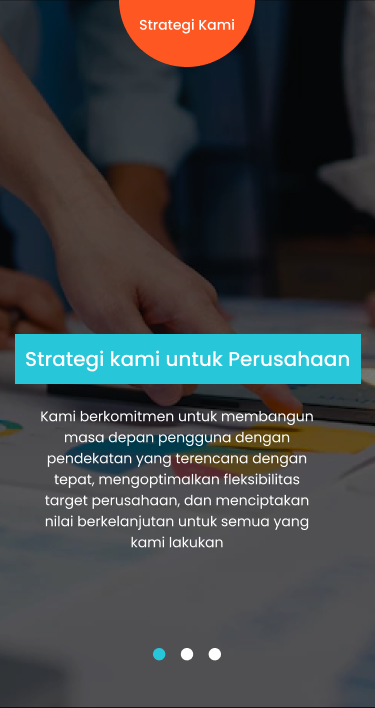 Strategi Kami
Strategi kami untuk Perusahaan
Kami berkomitmen untuk membangun
masa depan pengguna dengan
pendekatan yang terencana dengan
tepat, mengoptimalkan fleksibilitas
target perusahaan, dan menciptakan
nilai berkelanjutan untuk semua yang
kami lakukan